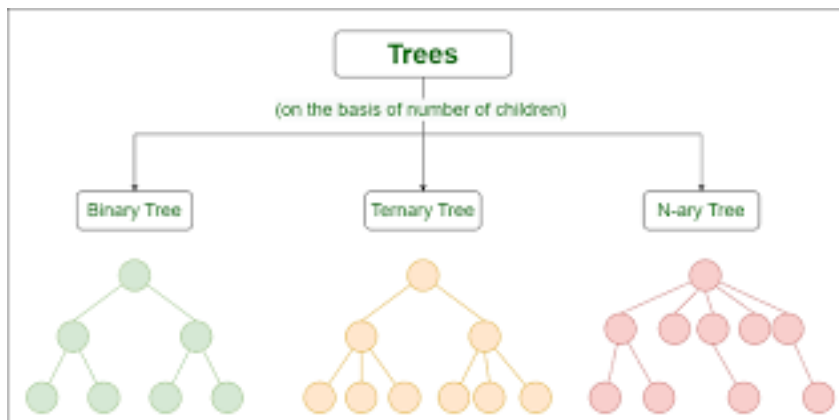 Trees
(on the basis of number of children)
Binary Tree
Ternary Tree
N-ary Tree